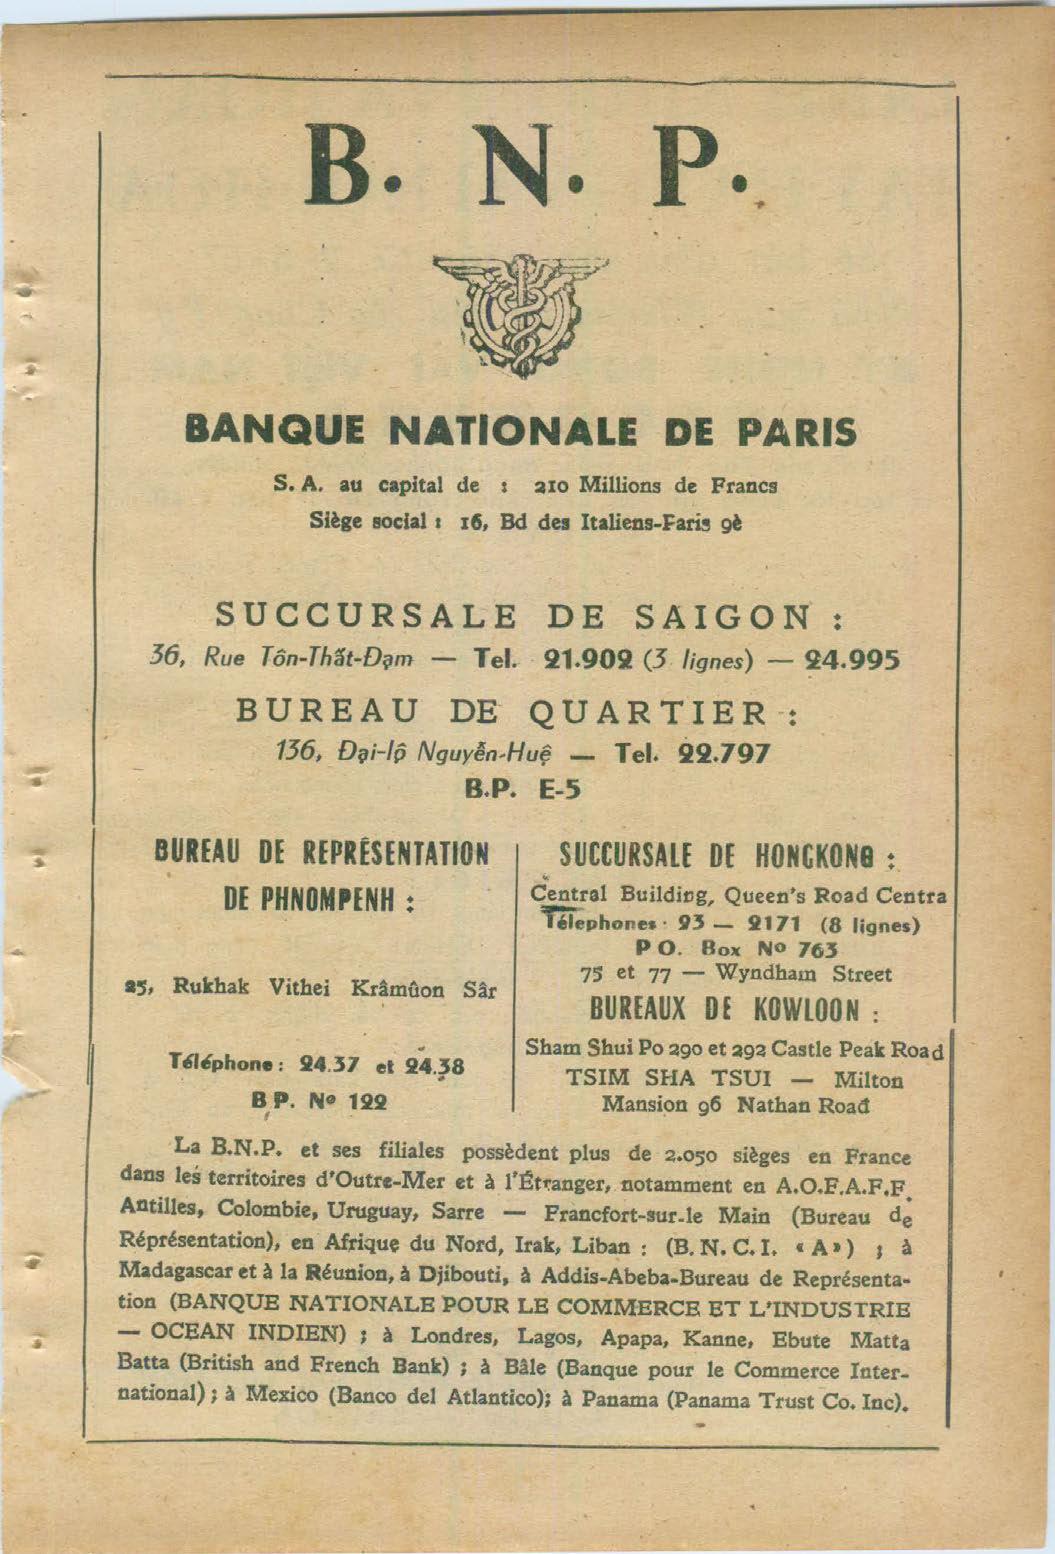 B. N. P.
BANQUE NATIONALE DE PARIS
S. A. au capital de : 210 Millions de Francs
Siège social : 16, Bd des Italiens-Faris 9è
SUCCURSALE DE SAIGON :
36, Rue Tôn-Thất-Đạm — Tel. 21.902 (3 lignes) — 24.995
BUREAU DE QUARTIER :
136, Đại-lộ Nguyễn-Huệ — Tel. 22.797
B.P. E-5
BUREAU DE REPRÉSENTATION
DE PHNOMPENH :
25, Rukhak Vithei Krâmûon Sâr
Téléphone : 24.37 et 24.38
B P. Nº 122
SUCCURSALE DE HONGKONG :
Central Building, Queen's Road Centra
Télephones · 23 — 2171 (8 lignes)
P O. Box Nº 763
75 et 77 — Wyndham Street
BUREAUX DE KOWLOON :
Sham Shui Po 290 et 292 Castle Peak Road
TSIM SHA TSUI — Milton
Mansion 96 Nathan Road
La B.N.P. et ses filiales possèdent plus de 2.050 sièges en France
dans les territoires d'Outre-Mer et à l'Étranger, notamment en A.O.F.A.F.F.
Antilles, Colombie, Uruguay, Sarre — Francfort-sur-le Main (Bureau de
Réprésentation), en Afrique du Nord, Irak, Liban : (B. N. C. I. « A ») ; à
Madagascar et à la Réunion, à Djibouti, à Addis-Abeba-Bureau de Représenta-
tion (BANQUE NATIONALE POUR LE COMMERCE ET L'INDUSTRIE
— OCEAN INDIEN) ; à Londres, Lagos, Apapa, Kanne, Ebute Matta
Batta (British and French Bank) ; à Bâle (Banque pour le Commerce Inter-
national) ; à Mexico (Banco del Atlantico); à Panama (Panama Trust Co. Inc).